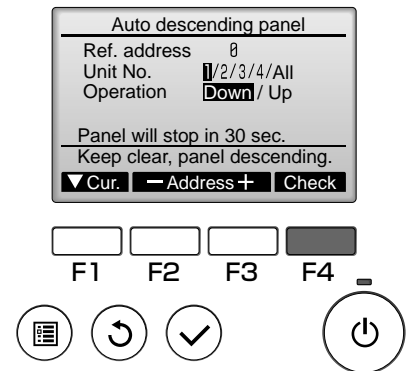 Auto descending panel
Ref. address 0
Unit No. 1/2/3/4/All
Operation Down / Up
Panel will stop in 30 sec.
Keep clear, panel descending.
▼Cur. －Address＋ Check
F1 F2 F3 F4